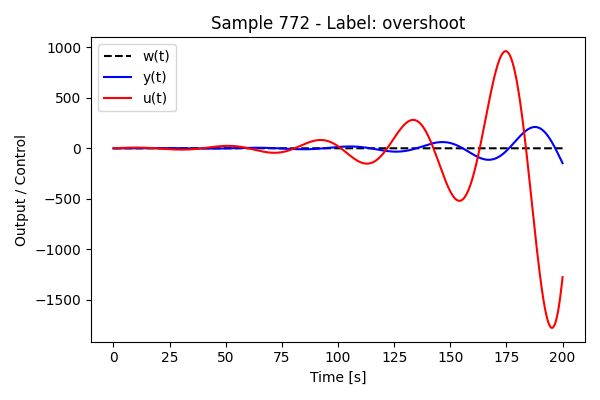 Sample 772 - Label: overshoot
w(t)
y(t)
u(t)
1000
500
0
−500
−1000
−1500
Output / Control
0 25 50 75 100 125 150 175 200
Time [s]